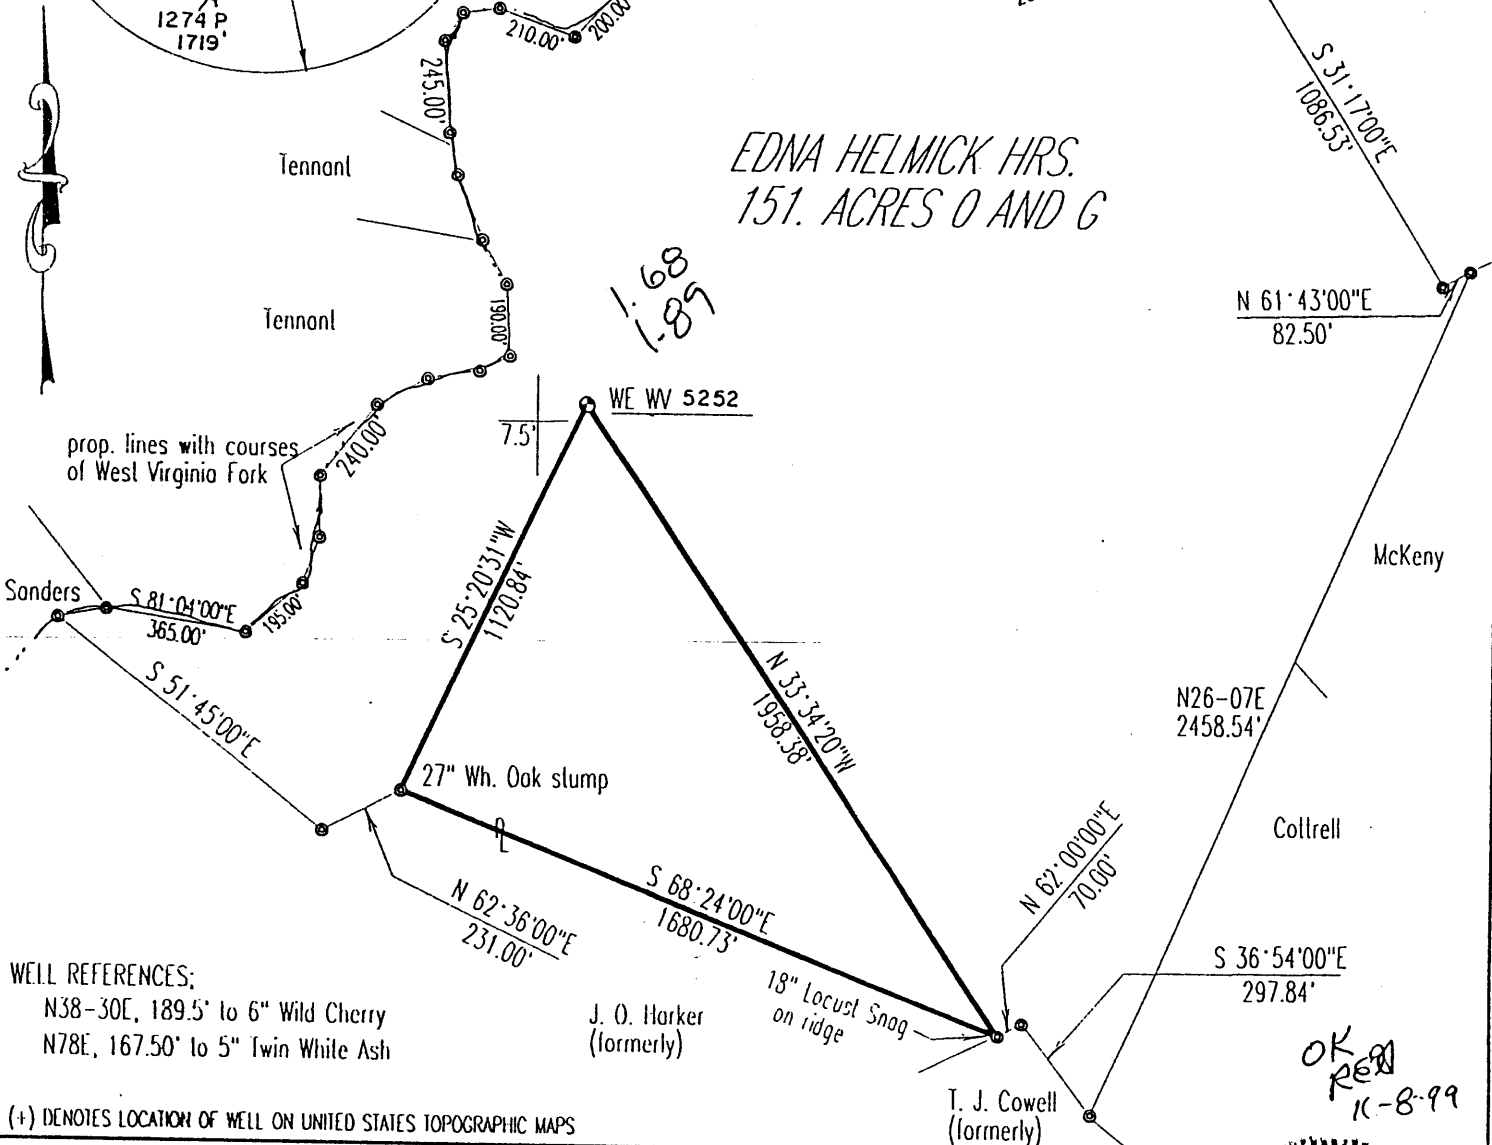 1274 P
1719'
210.00'
200.00'
245.00'
S 31°17'00"E
1086.53'
Tennant
EDNA HELMICK HRS.
151. ACRES O AND G
1.68
1.89
N 61°43'00"E
82.50'
Tennant
190.00'
WE WV 5252
7.5'
prop. lines with courses
of West Virginia Fork
240.00'
McKeny
Sanders
S 81°04'00"E
365.00'
195.00'
S 25°20'31"W
1120.84'
S 51°45'00"E
N 33°34'20"W
1958.38'
N26-07E
2458.54'
27" Wh. Oak stump
PL
Cottrell
N 62°00'00"E
70.00'
S 68°24'00"E
1680.73'
N 62°36'00"E
231.00'
S 36°54'00"E
297.84'
WELL REFERENCES:
N38-30E, 189.5' to 6" Wild Cherry
N78E, 167.50' to 5" Twin White Ash
18" Locust Snag
on ridge
J. O. Harker
(formerly)
OK
11-8-99
T. J. Cowell
(formerly)
(+) DENOTES LOCATION OF WELL ON UNITED STATES TOPOGRAPHIC MAPS